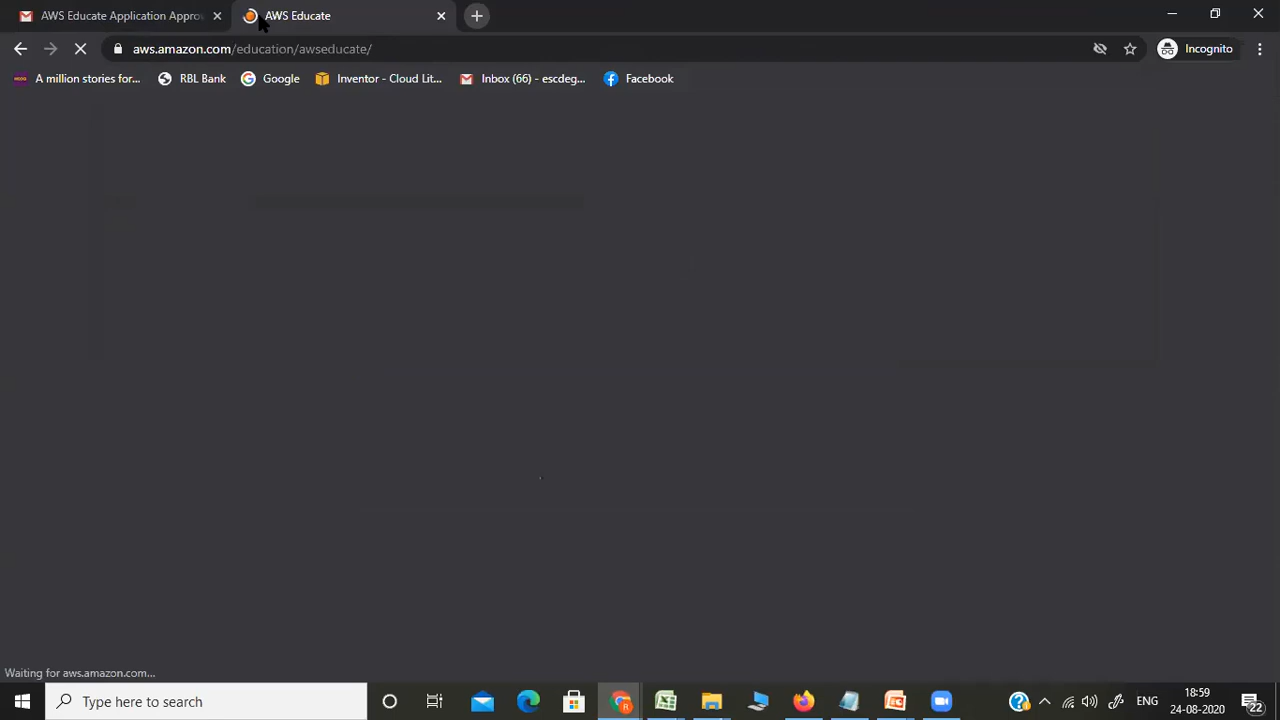 AWS Educate Application Approv
AWS Educate
aws.amazon.com/education/awseducate/
Incognito
A million stories for...
RBL Bank
Google
Inventor - Cloud Lit...
Inbox (66) - escdeg...
Facebook
Waiting for aws.amazon.com...
Type here to search
ENG
18:59
24-08-2020
22